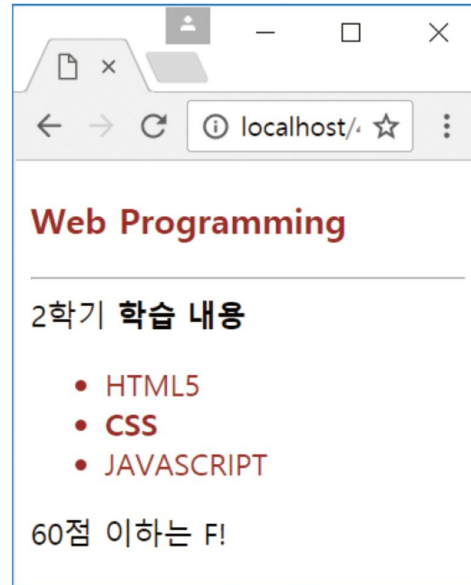 localhost/4
Web Programming
2학기 학습 내용
HTML5
CSS
JAVASCRIPT
60점 이하는 F!